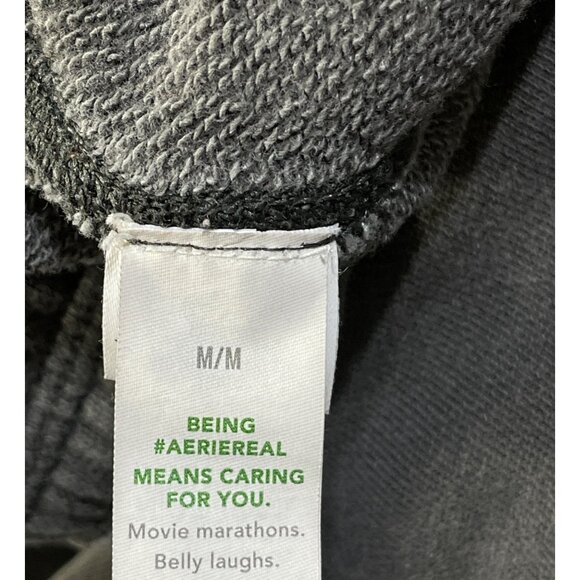 M/M
BEING
#AERIEREAL
MEANS CARING
FOR YOU.
Movie marathons.
Belly laughs.